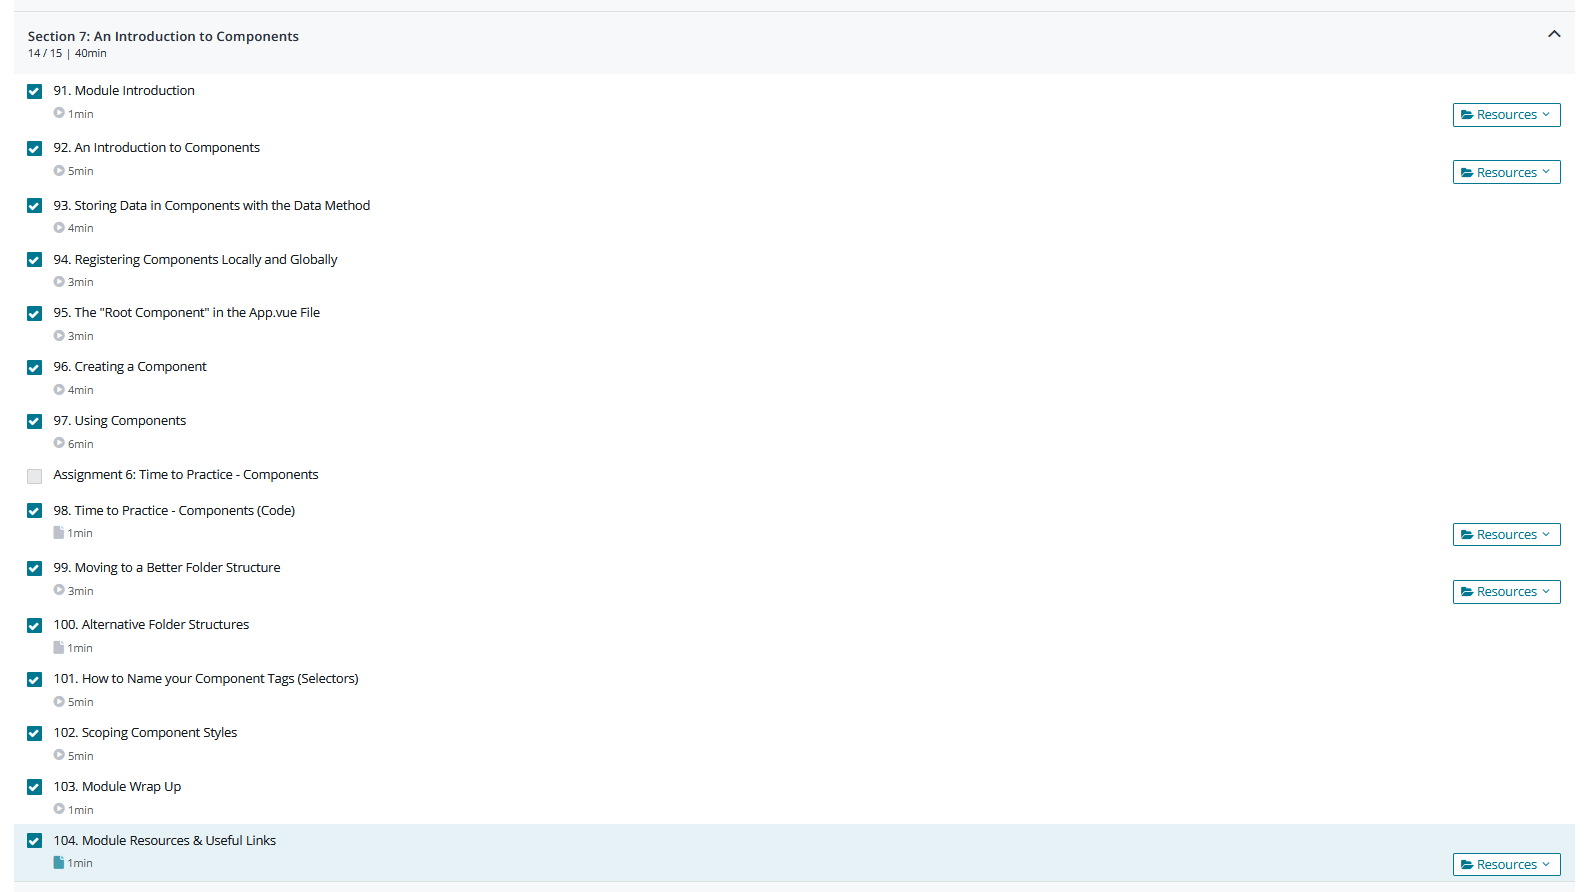 Section 7: An Introduction to Components
14 / 15 | 40min
91. Module Introduction
1min
Resources
92. An Introduction to Components
5min
Resources
93. Storing Data in Components with the Data Method
4min
94. Registering Components Locally and Globally
3min
95. The "Root Component" in the App.vue File
3min
96. Creating a Component
4min
97. Using Components
6min
Assignment 6: Time to Practice - Components
98. Time to Practice - Components (Code)
1min
Resources
99. Moving to a Better Folder Structure
3min
Resources
100. Alternative Folder Structures
1min
101. How to Name your Component Tags (Selectors)
5min
102. Scoping Component Styles
5min
103. Module Wrap Up
1min
104. Module Resources & Useful Links
1min
Resources